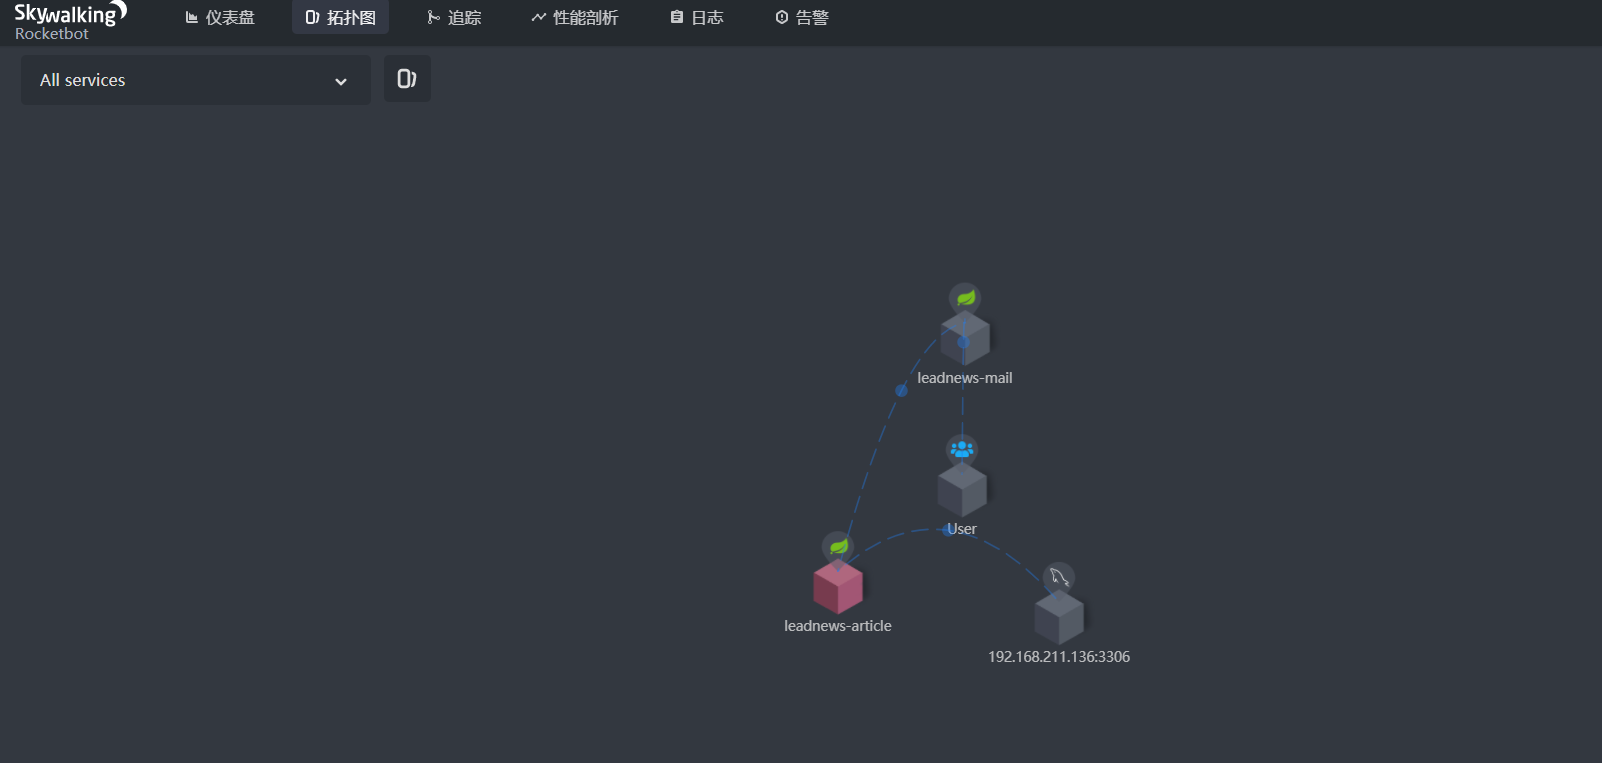 Skywalking
Rocketbot
仪表盘
拓扑图
追踪
性能剖析
日志
告警
All services
leadnews-mail
User
leadnews-article
192.168.211.136:3306